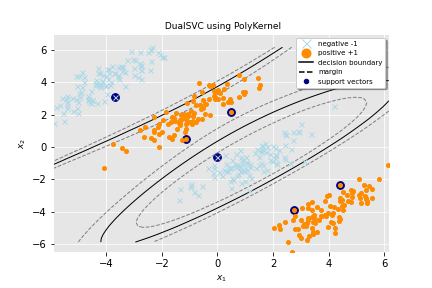 DualSVC using PolyKernel
negative -1
positive +1
decision boundary
margin
support vectors
6
4
2
0
−2
−4
−6
x₂
−4 −2 0 2 4 6
x₁